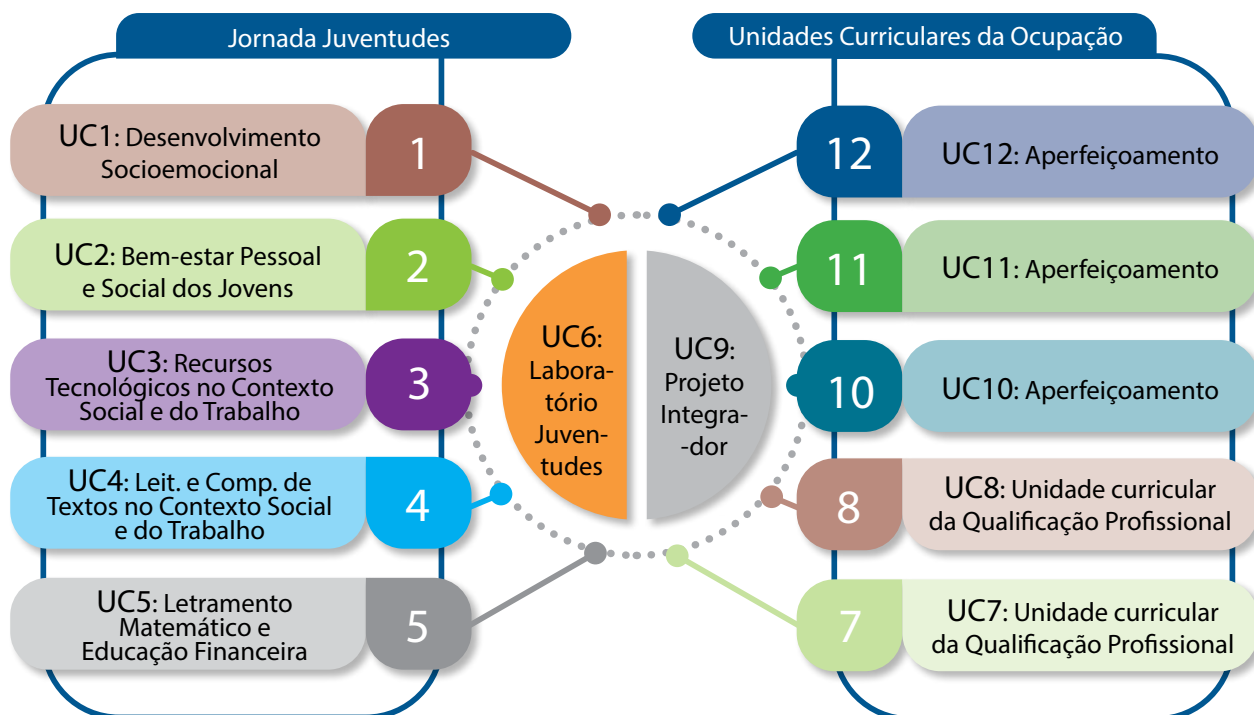 Jornada Juventudes
UC1: Desenvolvimento
Socioemocional
1
UC2: Bem-estar Pessoal
e Social dos Jovens
2
UC3: Recursos
Tecnológicos no Contexto
Social e do Trabalho
3
UC4: Leit. e Comp. de
Textos no Contexto Social
e do Trabalho
4
UC5: Letramento
Matemático e
Educação Financeira
5
UC6:
Labora-
tório
Juven-
tudes
UC9:
Projeto
Integra-
-dor
Unidades Curriculares da Ocupação
12
UC12: Aperfeiçoamento
11
UC11: Aperfeiçoamento
10
UC10: Aperfeiçoamento
8
UC8: Unidade curricular
da Qualificação Profissional
7
UC7: Unidade curricular
da Qualificação Profissional